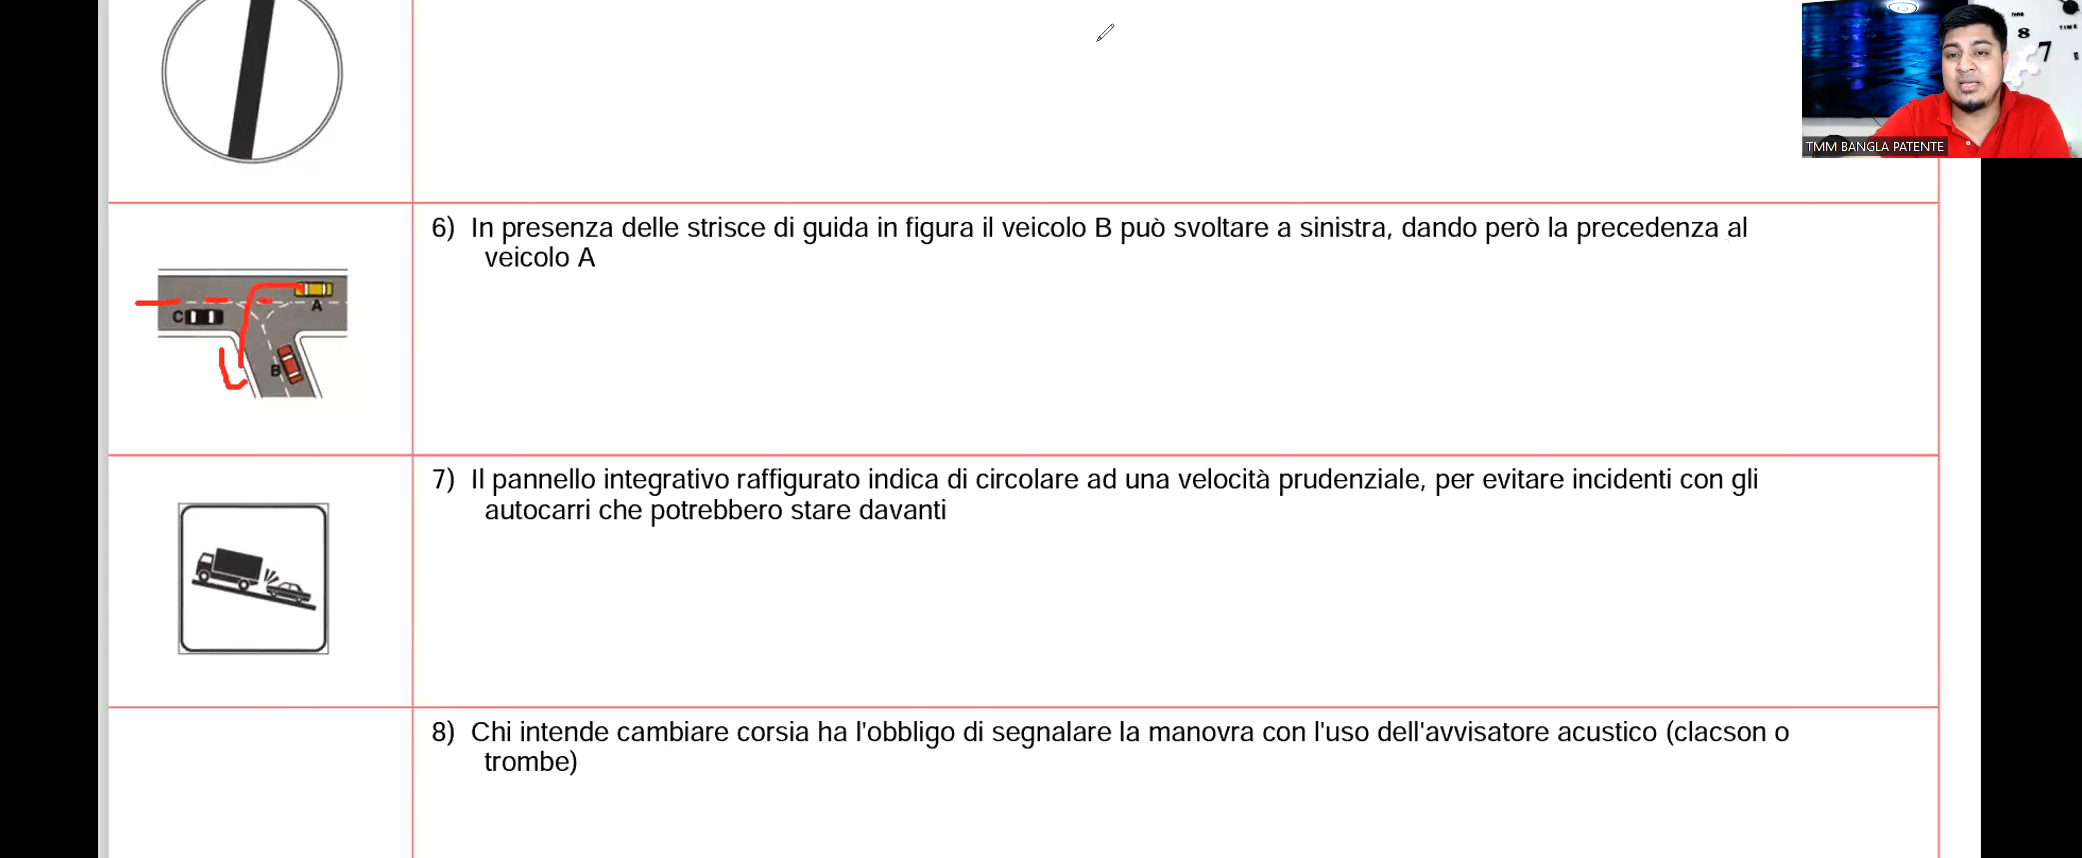 8
TIME
7
TMM BANGLA PATENTE
6) In presenza delle strisce di guida in figura il veicolo B può svoltare a sinistra, dando però la precedenza al
veicolo A
A
C
B
7) Il pannello integrativo raffigurato indica di circolare ad una velocità prudenziale, per evitare incidenti con gli
autocarri che potrebbero stare davanti
8) Chi intende cambiare corsia ha l'obbligo di segnalare la manovra con l'uso dell'avvisatore acustico (clacson o
trombe)